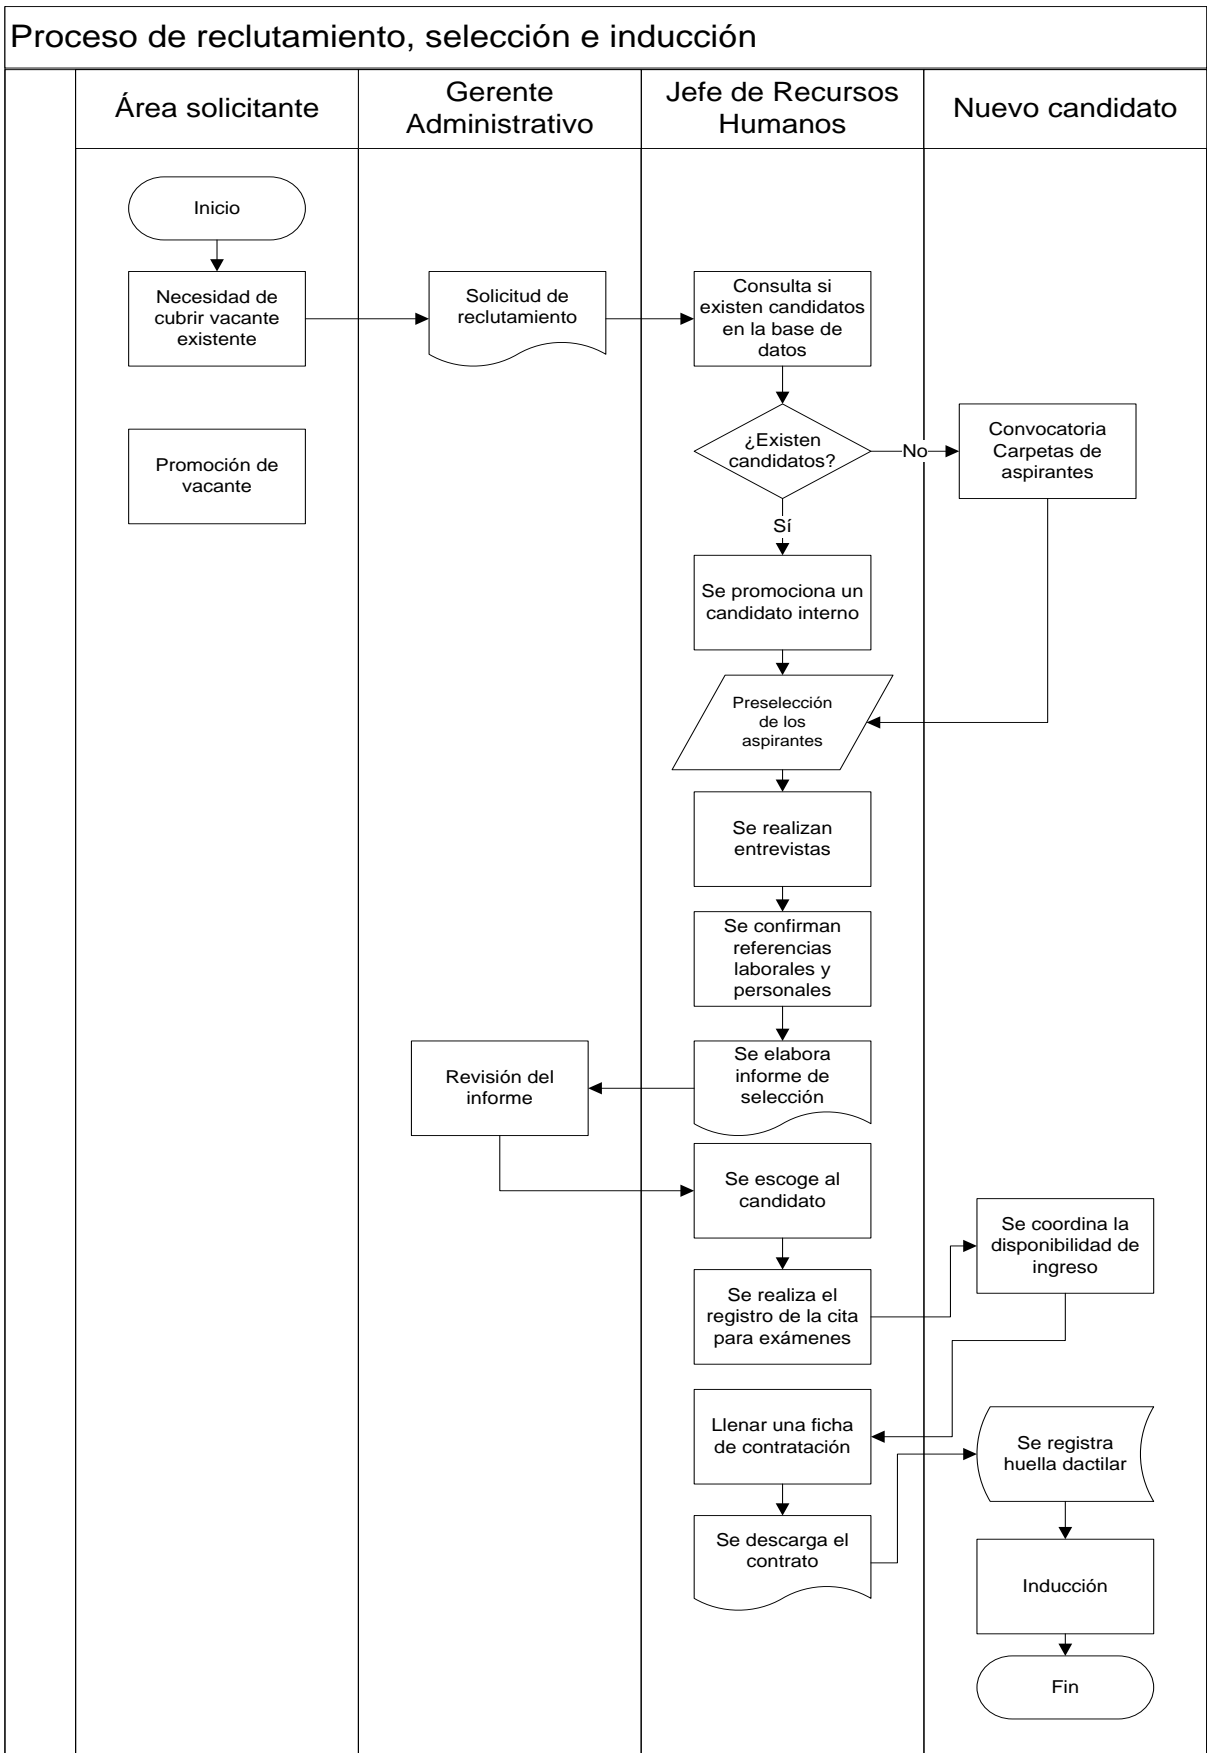 Proceso de reclutamiento, selección e inducción
Área solicitante
Gerente
Administrativo
Jefe de Recursos
Humanos
Nuevo candidato
Inicio
Necesidad de
cubrir vacante
existente
Solicitud de
reclutamiento
Consulta si
existen candidatos
en la base de
datos
Promoción de
vacante
¿Existen
candidatos?
No
Convocatoria
Carpetas de
aspirantes
Sí
Se promociona un
candidato interno
Preselección
de los
aspirantes
Se realizan
entrevistas
Se confirman
referencias
laborales y
personales
Se elabora
informe de
selección
Revisión del
informe
Se escoge al
candidato
Se realiza el
registro de la cita
para exámenes
Se coordina la
disponibilidad de
ingreso
Llenar una ficha
de contratación
Se descarga el
contrato
Se registra
huella dactilar
Inducción
Fin